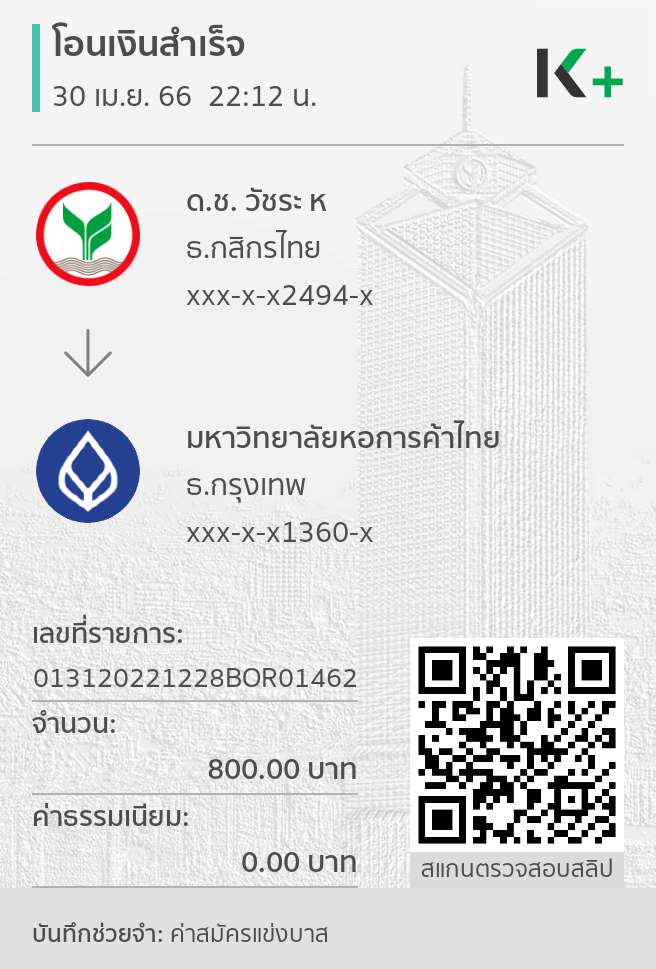 โอนเงินสำเร็จ
30 เม.ย. 66  22:12 น.
K+
ด.ช. วัชระ ห
ธ.กสิกรไทย
xxx-x-x2494-x
มหาวิทยาลัยหอการค้าไทย
ธ.กรุงเทพ
xxx-x-x1360-x
เลขที่รายการ:
013120221228BOR01462
จำนวน:
800.00 บาท
ค่าธรรมเนียม:
0.00 บาท
สแกนตรวจสอบสลิป
บันทึกช่วยจำ: ค่าสมัครแข่งบาส